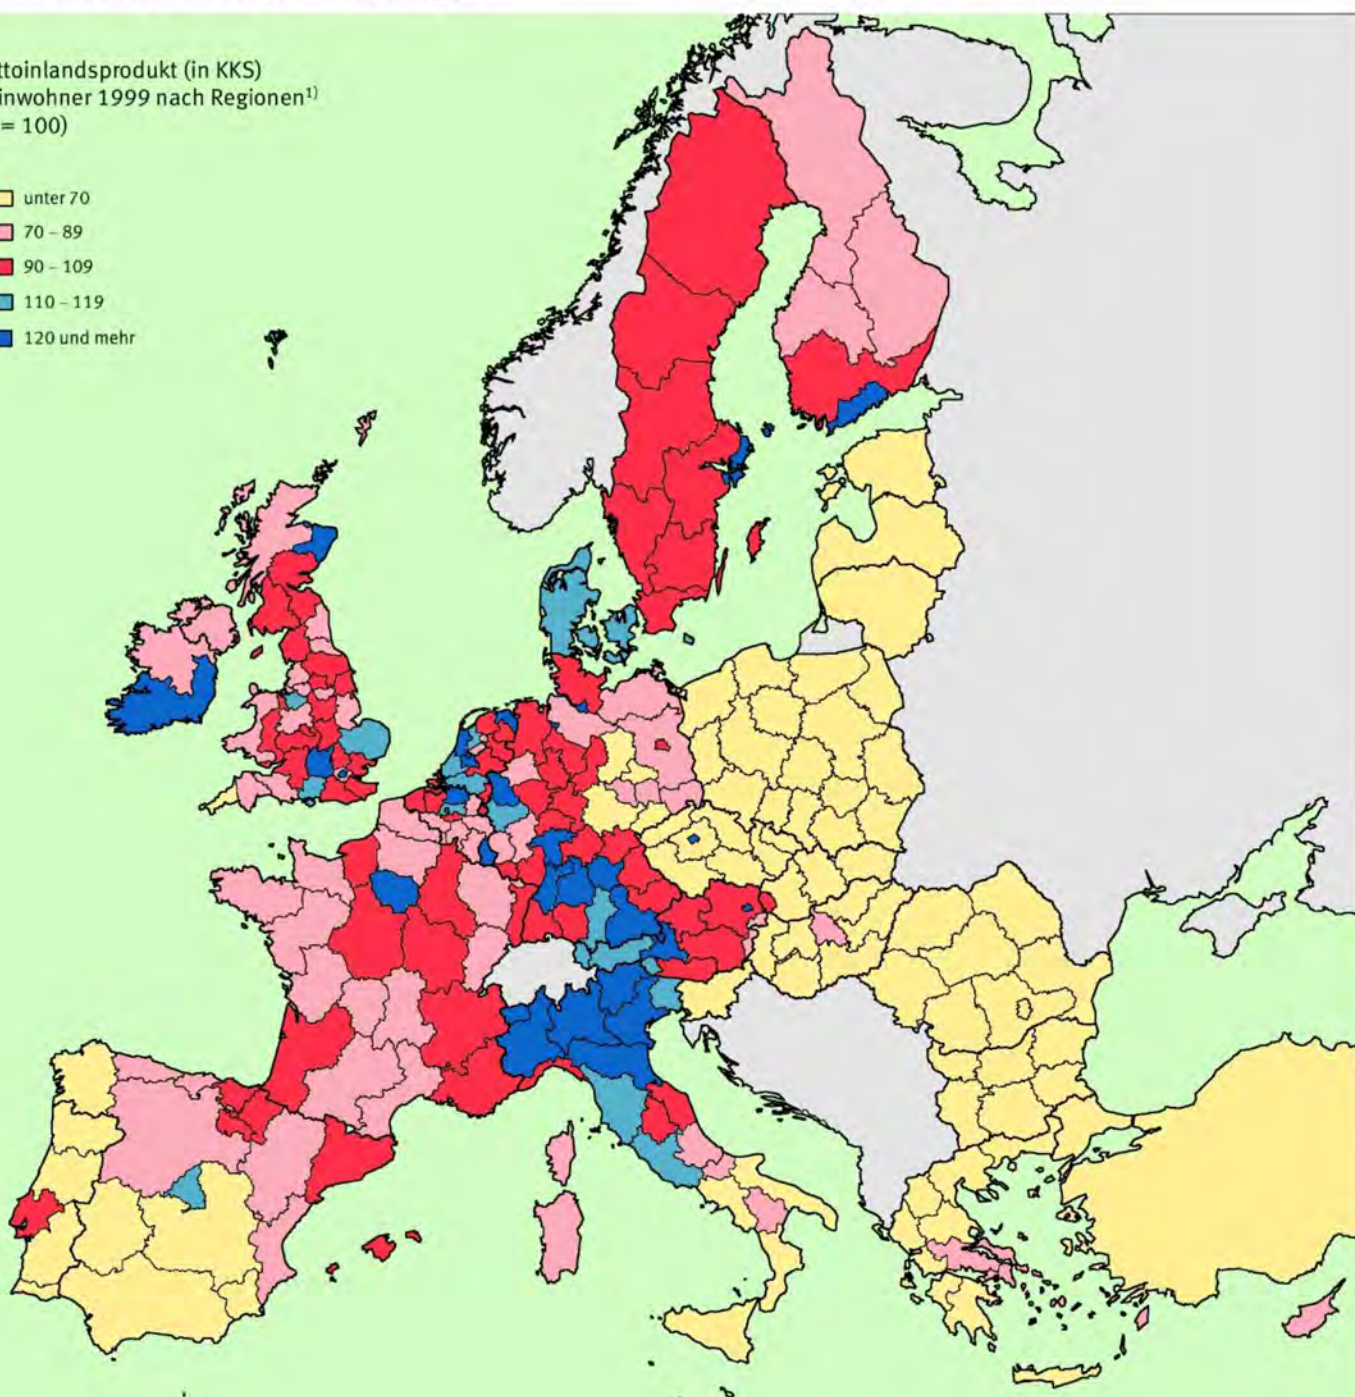 ttoinlandsprodukt (in KKS)
inwohner 1999 nach Regionen¹⁾
= 100)
unter 70
70 – 89
90 – 109
110 – 119
120 und mehr